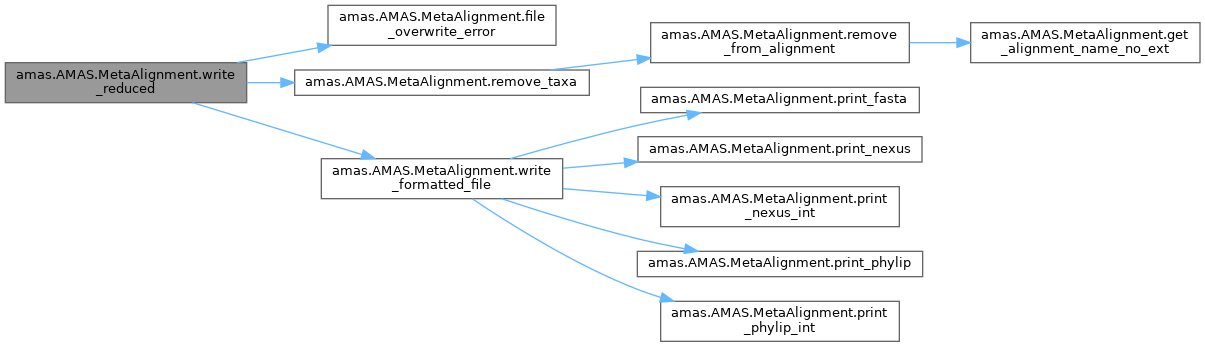 amas.AMAS.MetaAlignment.write
_reduced
amas.AMAS.MetaAlignment.file
_overwrite_error
amas.AMAS.MetaAlignment.remove_taxa
amas.AMAS.MetaAlignment.remove
_from_alignment
amas.AMAS.MetaAlignment.get
_alignment_name_no_ext
amas.AMAS.MetaAlignment.write
_formatted_file
amas.AMAS.MetaAlignment.print_fasta
amas.AMAS.MetaAlignment.print_nexus
amas.AMAS.MetaAlignment.print
_nexus_int
amas.AMAS.MetaAlignment.print_phylip
amas.AMAS.MetaAlignment.print
_phylip_int